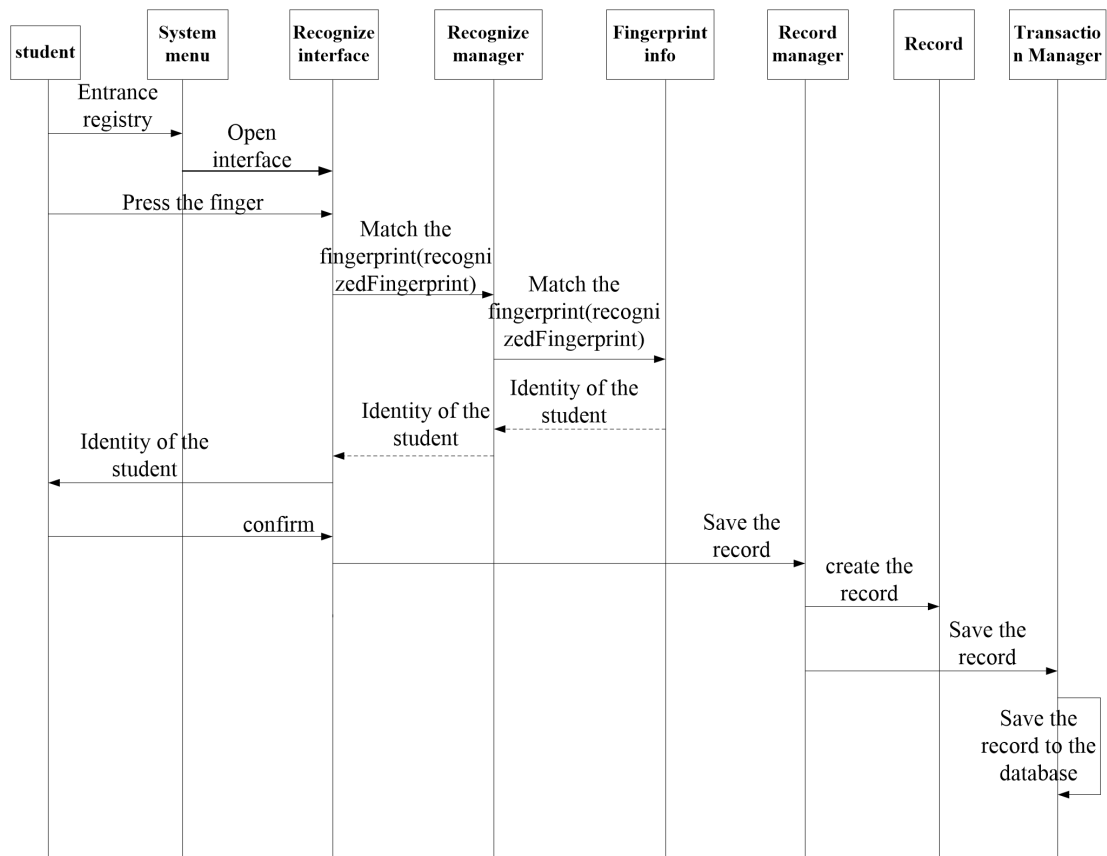 student
System
menu
Recognize
interface
Recognize
manager
Fingerprint
info
Record
manager
Record
Transactio
n Manager
Entrance
registry
Open
interface
Press the finger
Match the
fingerprint(recogni
zedFingerprint)
Match the
fingerprint(recogni
zedFingerprint)
Identity of the
student
Identity of the
student
Identity of the
student
confirm
Save the
record
create the
record
Save the
record
Save the
record to the
database